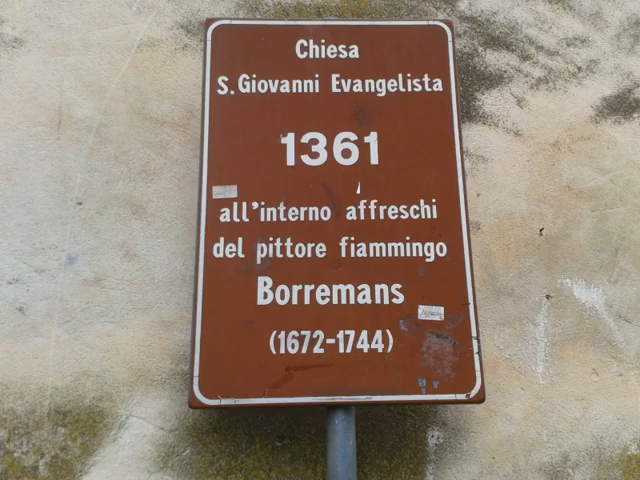 Chiesa
S. Giovanni Evangelista
1361
all'interno affreschi
del pittore fiammingo
Borremans
(1672-1744)